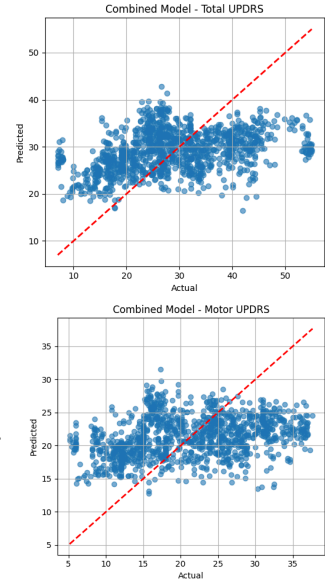 Combined Model - Total UPDRS
50
40
30
20
10
Predicted
10 20 30 40 50
Actual
Combined Model - Motor UPDRS
35
30
25
20
15
10
5
Predicted
5 10 15 20 25 30 35
Actual